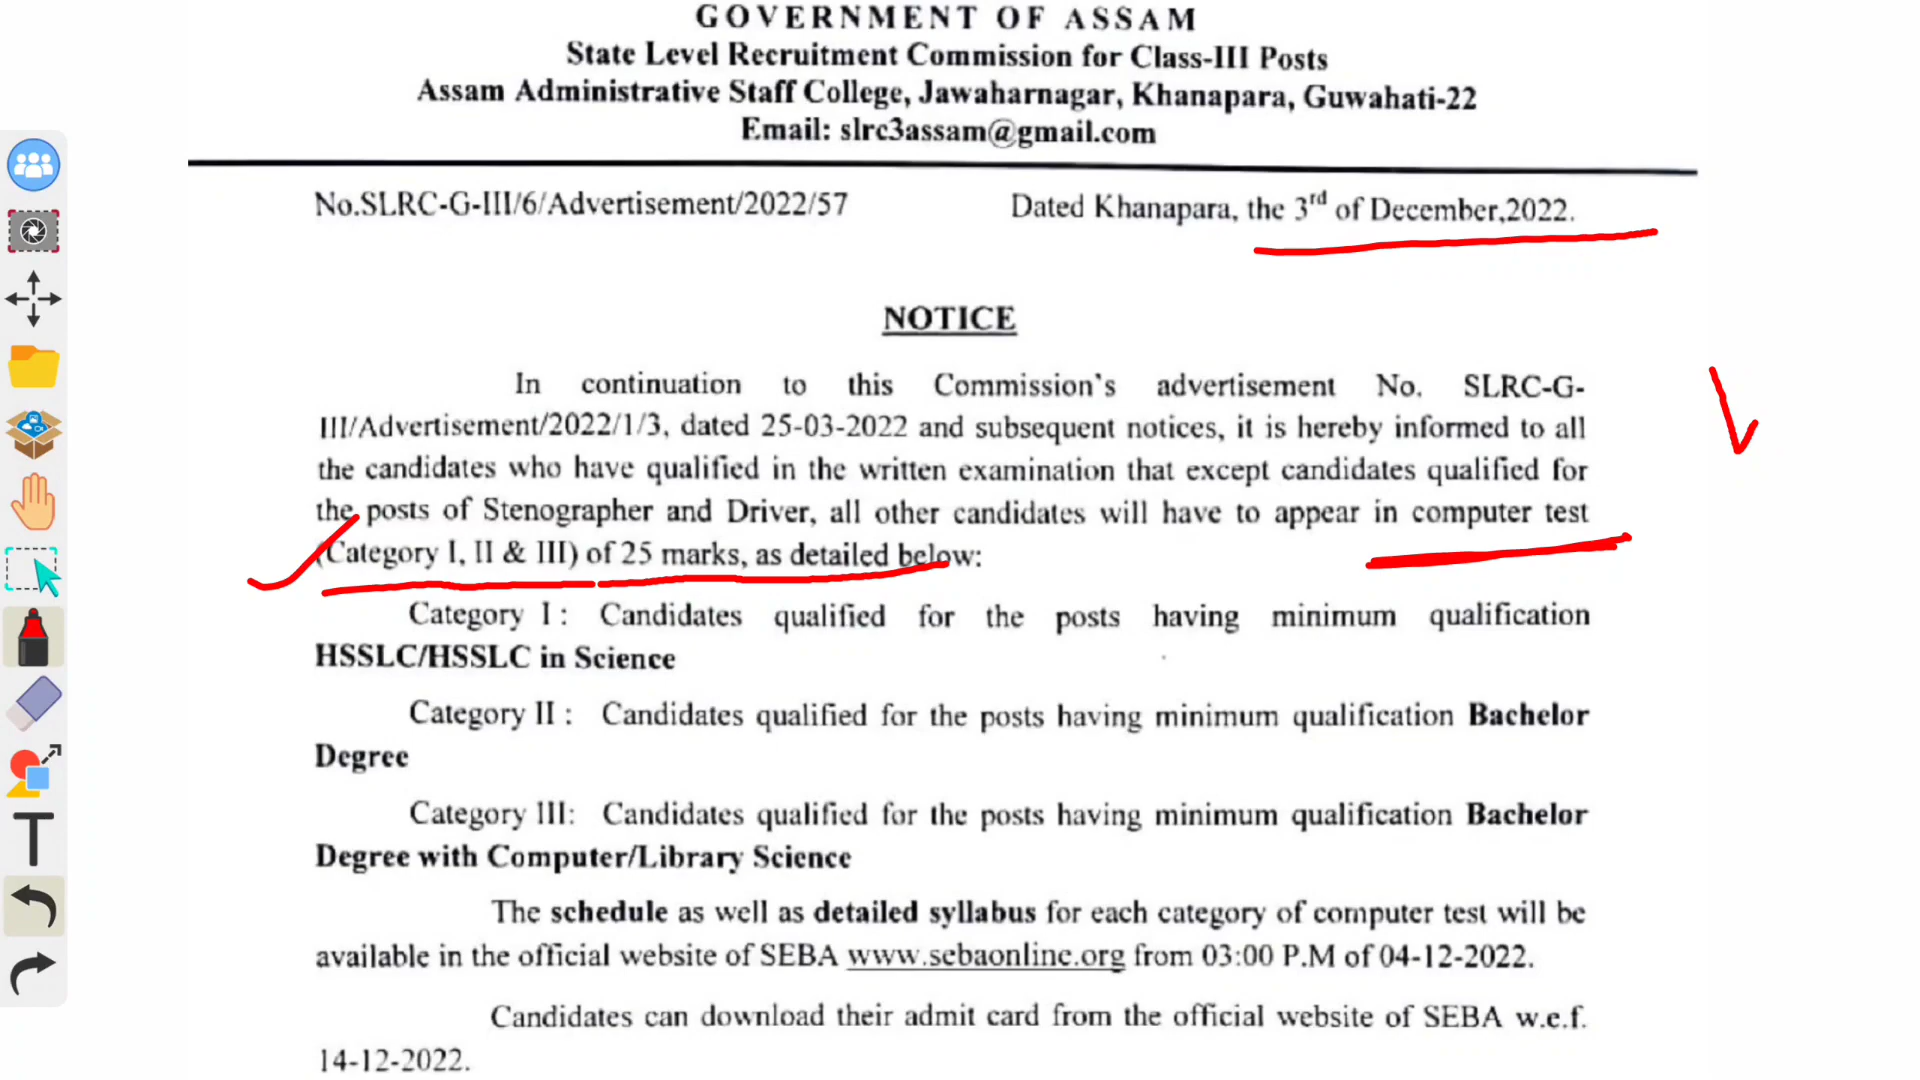 GOVERNMENT OF ASSAM
State Level Recruitment Commission for Class-III Posts
Assam Administrative Staff College, Jawaharnagar, Khanapara, Guwahati-22
Email: slrc3assam@gmail.com
No.SLRC-G-III/6/Advertisement/2022/57 Dated Khanapara, the 3rd of December,2022.
NOTICE
In continuation to this Commission's advertisement No. SLRC-G-
III/Advertisement/2022/1/3, dated 25-03-2022 and subsequent notices, it is hereby informed to all
the candidates who have qualified in the written examination that except candidates qualified for
the posts of Stenographer and Driver, all other candidates will have to appear in computer test
(Category I, II & III) of 25 marks, as detailed below:
Category I : Candidates qualified for the posts having minimum qualification
HSSLC/HSSLC in Science
Category II : Candidates qualified for the posts having minimum qualification Bachelor
Degree
Category III: Candidates qualified for the posts having minimum qualification Bachelor
Degree with Computer/Library Science
The schedule as well as detailed syllabus for each category of computer test will be
available in the official website of SEBA www.sebaonline.org from 03:00 P.M of 04-12-2022.
Candidates can download their admit card from the official website of SEBA w.e.f.
14-12-2022.